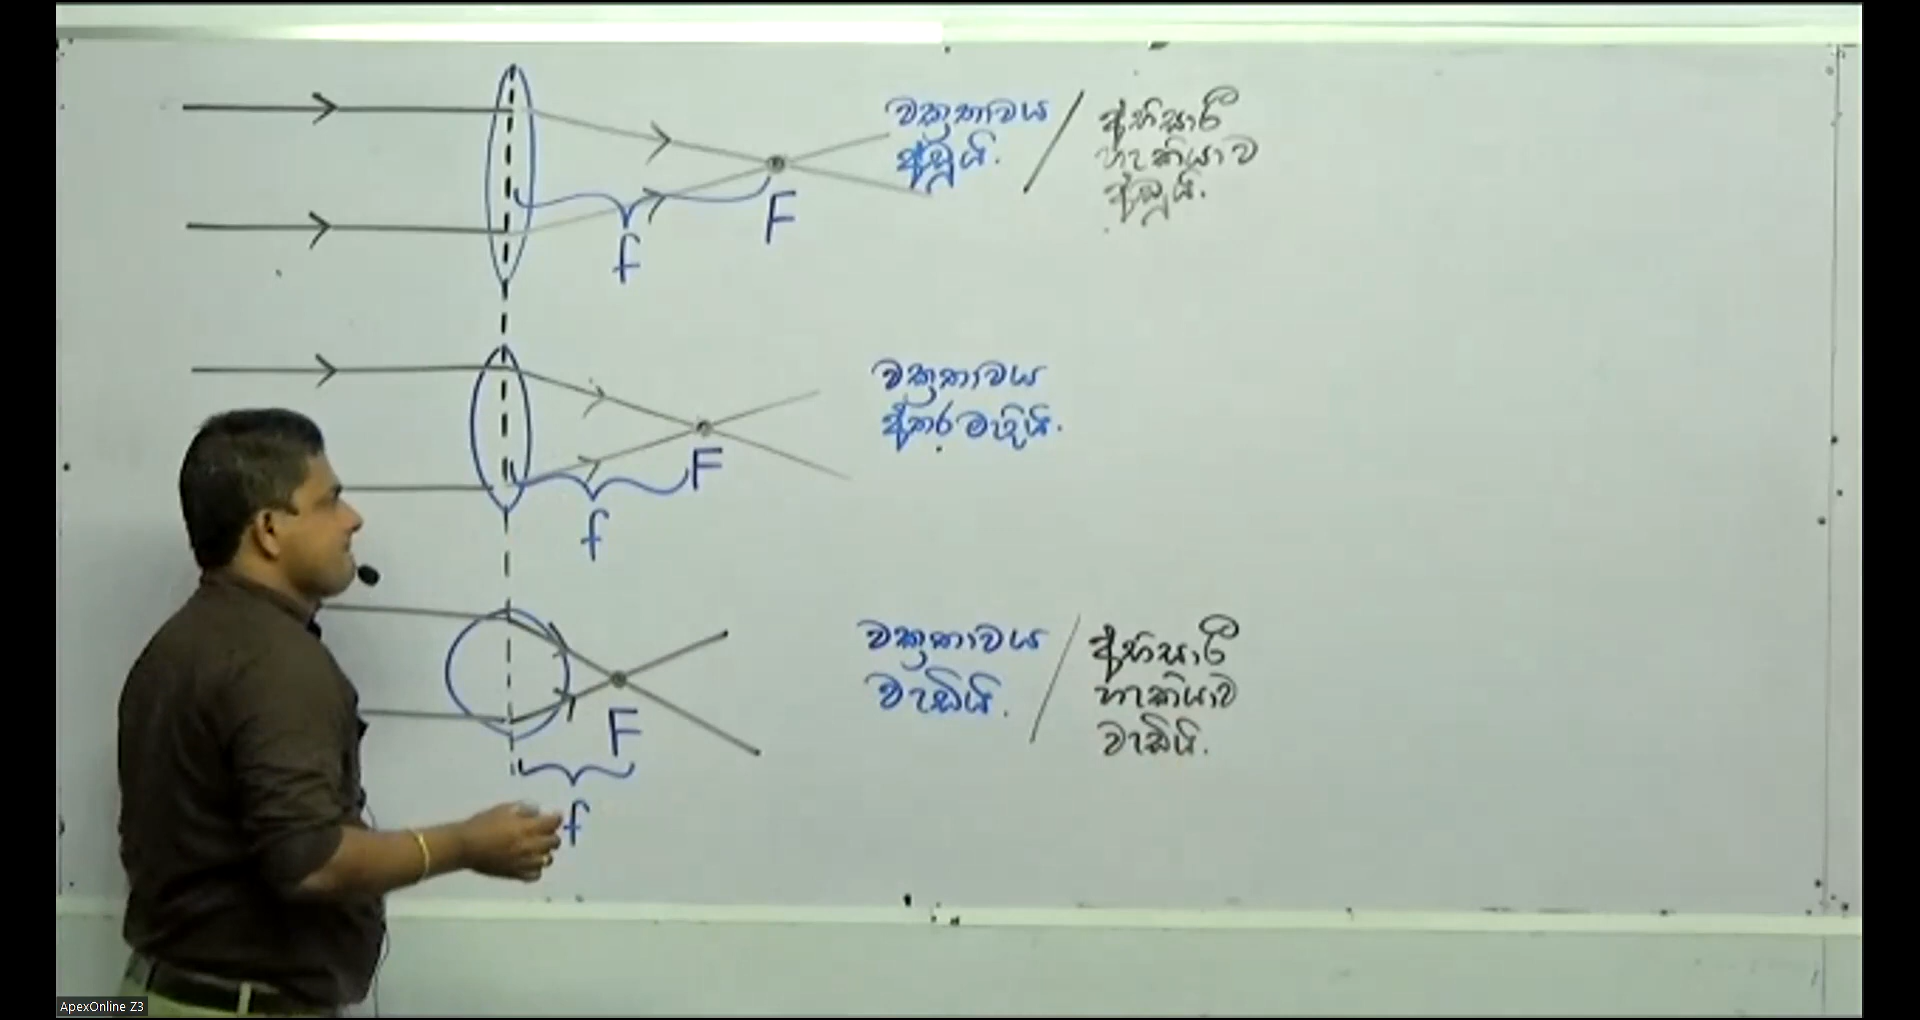 වක්‍රතාවය / අභිසාරී
අඩුයි. හැකියාව
අඩුයි.
F
f
වක්‍රතාවය
අතරමැදියි.
F
f
වක්‍රතාවය / අභිසාරී
වැඩියි. හැකියාව
වැඩියි.
F
f
ApexOnline Z3